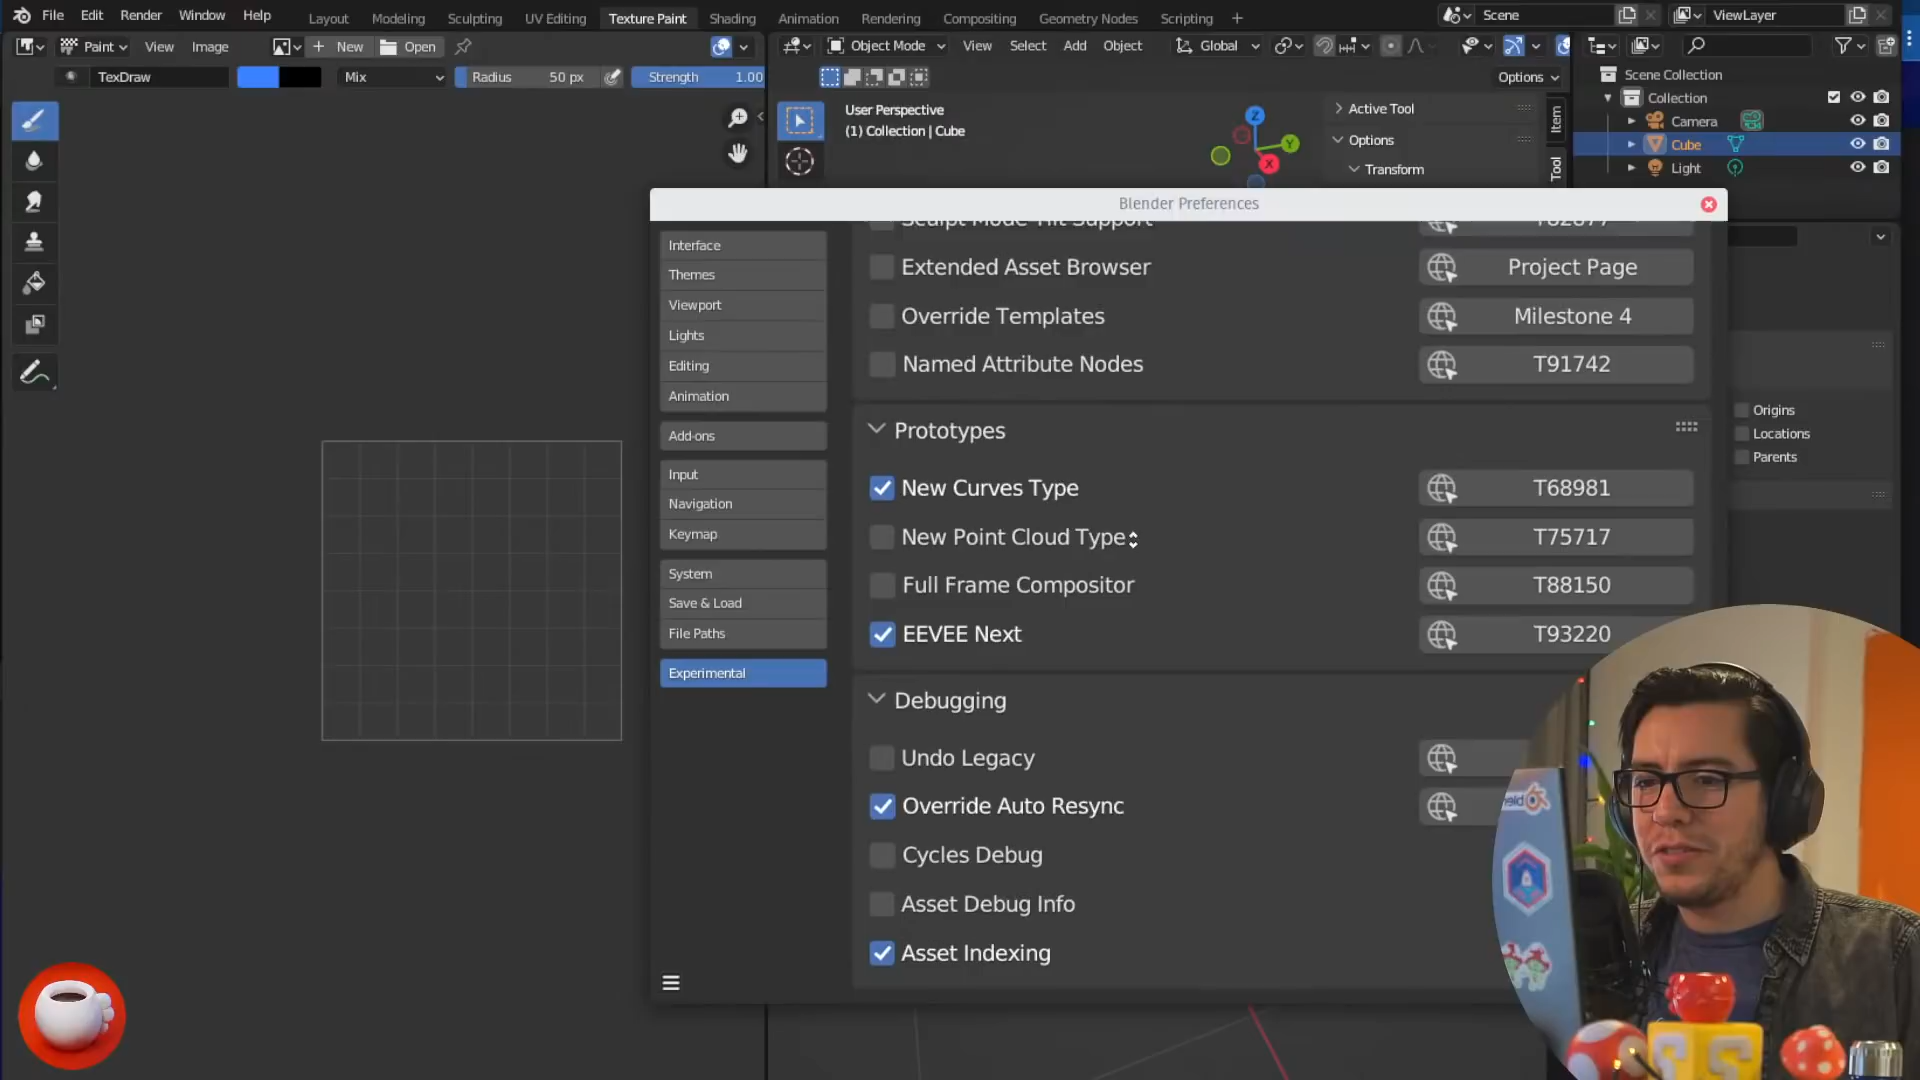 File Edit Render Window Help Layout Modeling Sculpting UV Editing Texture Paint Shading Animation Rendering Compositing Geometry Nodes Scripting + Scene ViewLayer
Paint View Image New Open Object Mode View Select Add Object Global
TexDraw Mix Radius 50 px Strength 1.00 Options
User Perspective
(1) Collection | Cube
Active Tool
Options
Transform
Item
Tool
Scene Collection
Collection
Camera
Cube
Light
Blender Preferences
Interface
Themes
Viewport
Lights
Editing
Animation
Add-ons
Input
Navigation
Keymap
System
Save & Load
File Paths
Experimental
Sculpt Mode Tilt Support T82877
Extended Asset Browser Project Page
Override Templates Milestone 4
Named Attribute Nodes T91742
Prototypes
New Curves Type T68981
New Point Cloud Type T75717
Full Frame Compositor T88150
EEVEE Next T93220
Debugging
Undo Legacy
Override Auto Resync
Cycles Debug
Asset Debug Info
Asset Indexing
Origins
Locations
Parents